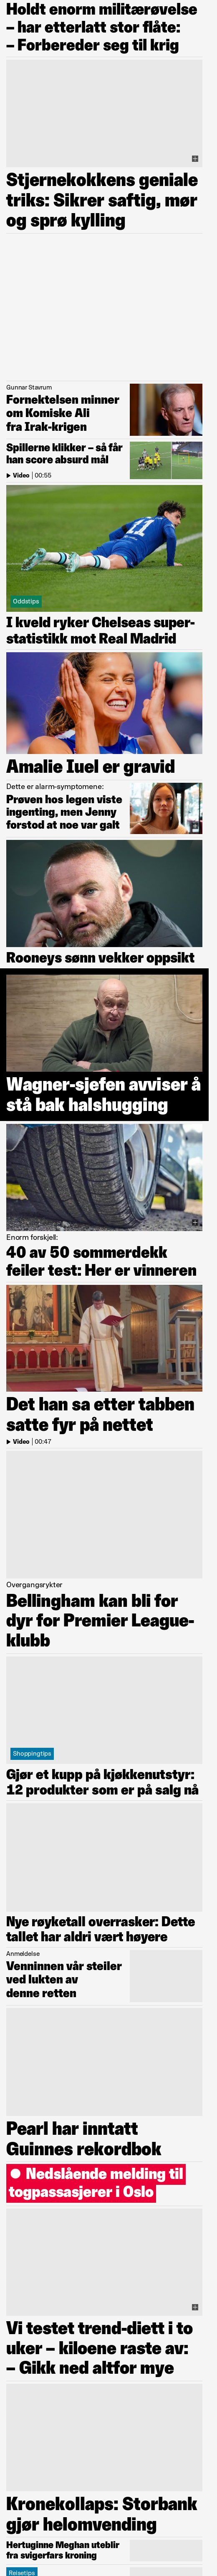 Holdt enorm militærøvelse
– har etterlatt stor flåte:
– Forbereder seg til krig
Stjernekokkens geniale
triks: Sikrer saftig, mør
og sprø kylling
Gunnar Stavrum
Fornektelsen minner
om Komiske Ali
fra Irak-krigen
Spillerne klikker – så får
han score absurd mål
Video | 00:55
Oddstips
I kveld ryker Chelseas super-
statistikk mot Real Madrid
Amalie Iuel er gravid
Dette er alarm-symptomene:
Prøven hos legen viste
ingenting, men Jenny
forstod at noe var galt
Rooneys sønn vekker oppsikt
Wagner-sjefen avviser å
stå bak halshugging
Enorm forskjell:
40 av 50 sommerdekk
feiler test: Her er vinneren
Det han sa etter tabben
satte fyr på nettet
Video | 00:47
Overgangsrykter
Bellingham kan bli for
dyr for Premier League-
klubb
Shoppingtips
Gjør et kupp på kjøkkenutstyr:
12 produkter som er på salg nå
Nye røyketall overrasker: Dette
tallet har aldri vært høyere
Anmeldelse
Venninnen vår steiler
ved lukten av
denne retten
Pearl har inntatt
Guinnes rekordbok
Nedslående melding til
togpassasjerer i Oslo
Vi testet trend-diett i to
uker – kiloene raste av:
– Gikk ned altfor mye
Kronekollaps: Storbank
gjør helomvending
Hertuginne Meghan uteblir
fra svigerfars kroning
Reisetips